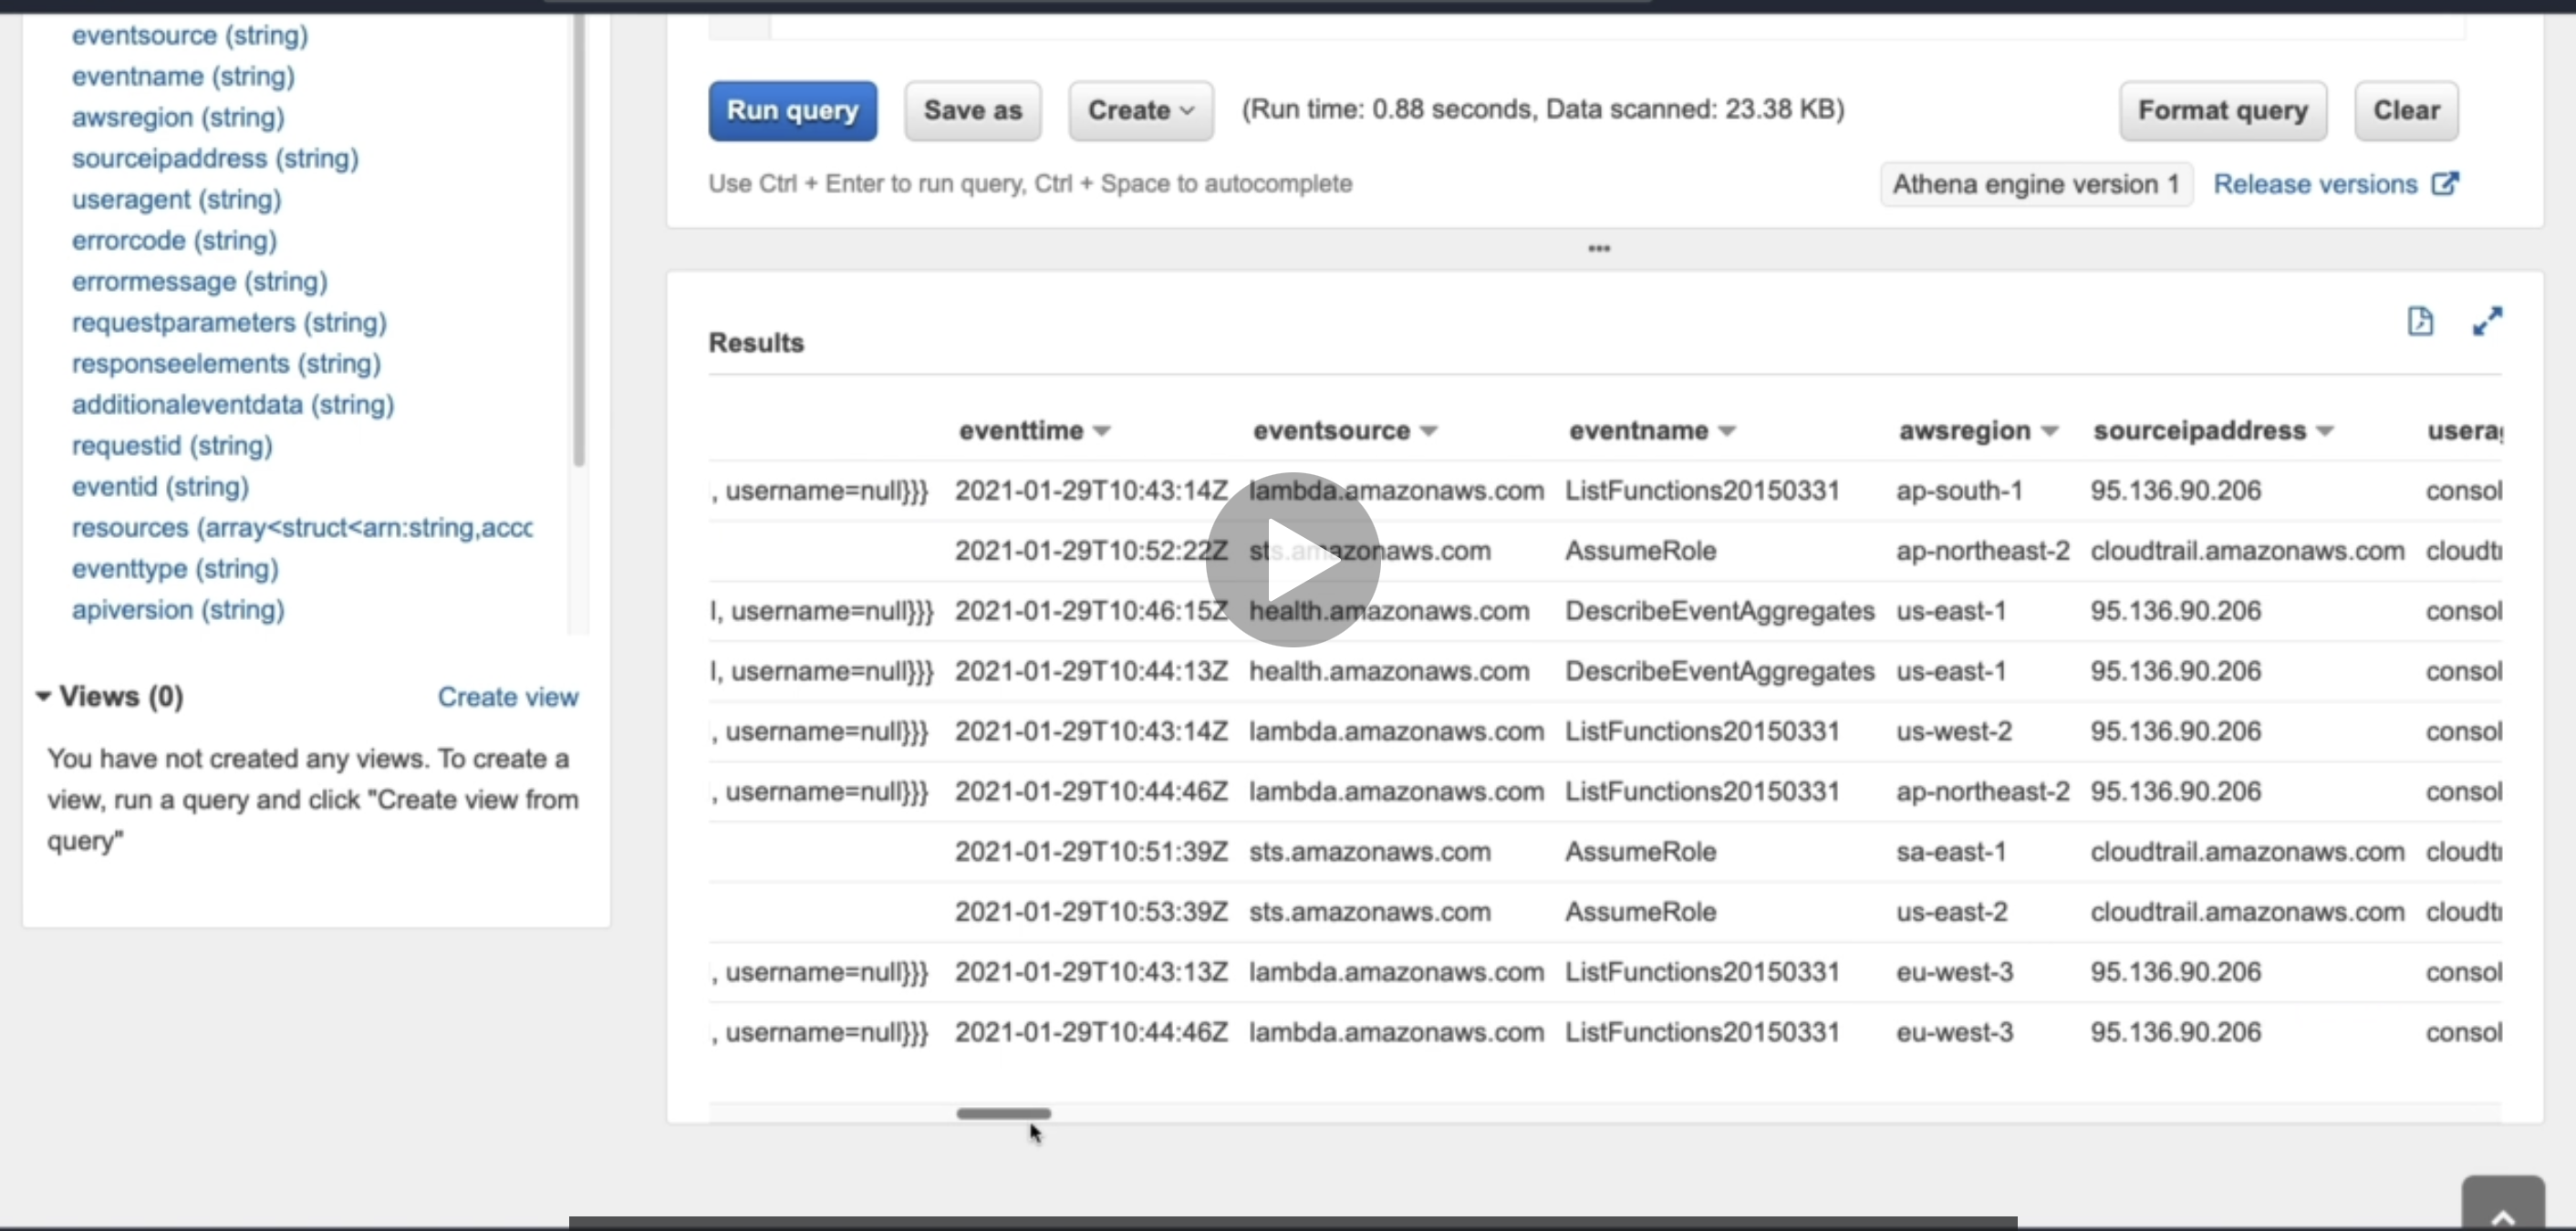 eventsource (string)
eventname (string)
awsregion (string)
sourceipaddress (string)
useragent (string)
errorcode (string)
errormessage (string)
requestparameters (string)
responseelements (string)
additionaleventdata (string)
requestid (string)
eventid (string)
resources (array<struct<arn:string,accc
eventtype (string)
apiversion (string)
Views (0) Create view
You have not created any views. To create a
view, run a query and click "Create view from
query"
Run query Save as Create (Run time: 0.88 seconds, Data scanned: 23.38 KB) Format query Clear
Use Ctrl + Enter to run query, Ctrl + Space to autocomplete Athena engine version 1 Release versions
Results
eventtime eventsource eventname awsregion sourceipaddress userag
, username=null}}} 2021-01-29T10:43:14Z lambda.amazonaws.com ListFunctions20150331 ap-south-1 95.136.90.206 consol
2021-01-29T10:52:22Z sts.amazonaws.com AssumeRole ap-northeast-2 cloudtrail.amazonaws.com cloudt
l, username=null}}} 2021-01-29T10:46:15Z health.amazonaws.com DescribeEventAggregates us-east-1 95.136.90.206 consol
l, username=null}}} 2021-01-29T10:44:13Z health.amazonaws.com DescribeEventAggregates us-east-1 95.136.90.206 consol
, username=null}}} 2021-01-29T10:43:14Z lambda.amazonaws.com ListFunctions20150331 us-west-2 95.136.90.206 consol
, username=null}}} 2021-01-29T10:44:46Z lambda.amazonaws.com ListFunctions20150331 ap-northeast-2 95.136.90.206 consol
2021-01-29T10:51:39Z sts.amazonaws.com AssumeRole sa-east-1 cloudtrail.amazonaws.com cloudt
2021-01-29T10:53:39Z sts.amazonaws.com AssumeRole us-east-2 cloudtrail.amazonaws.com cloudt
, username=null}}} 2021-01-29T10:43:13Z lambda.amazonaws.com ListFunctions20150331 eu-west-3 95.136.90.206 consol
, username=null}}} 2021-01-29T10:44:46Z lambda.amazonaws.com ListFunctions20150331 eu-west-3 95.136.90.206 consol